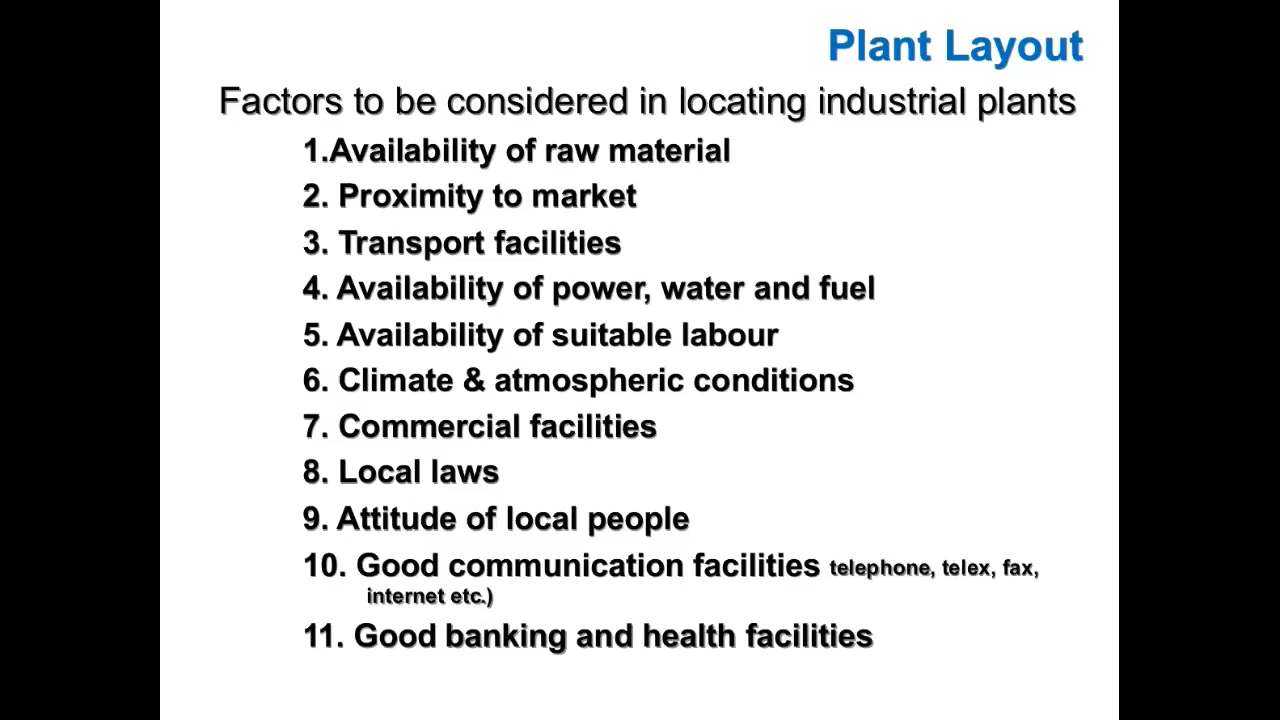 Plant Layout
Factors to be considered in locating industrial plants
1.Availability of raw material
2. Proximity to market
3. Transport facilities
4. Availability of power, water and fuel
5. Availability of suitable labour
6. Climate & atmospheric conditions
7. Commercial facilities
8. Local laws
9. Attitude of local people
10. Good communication facilities telephone, telex, fax,
internet etc.)
11. Good banking and health facilities